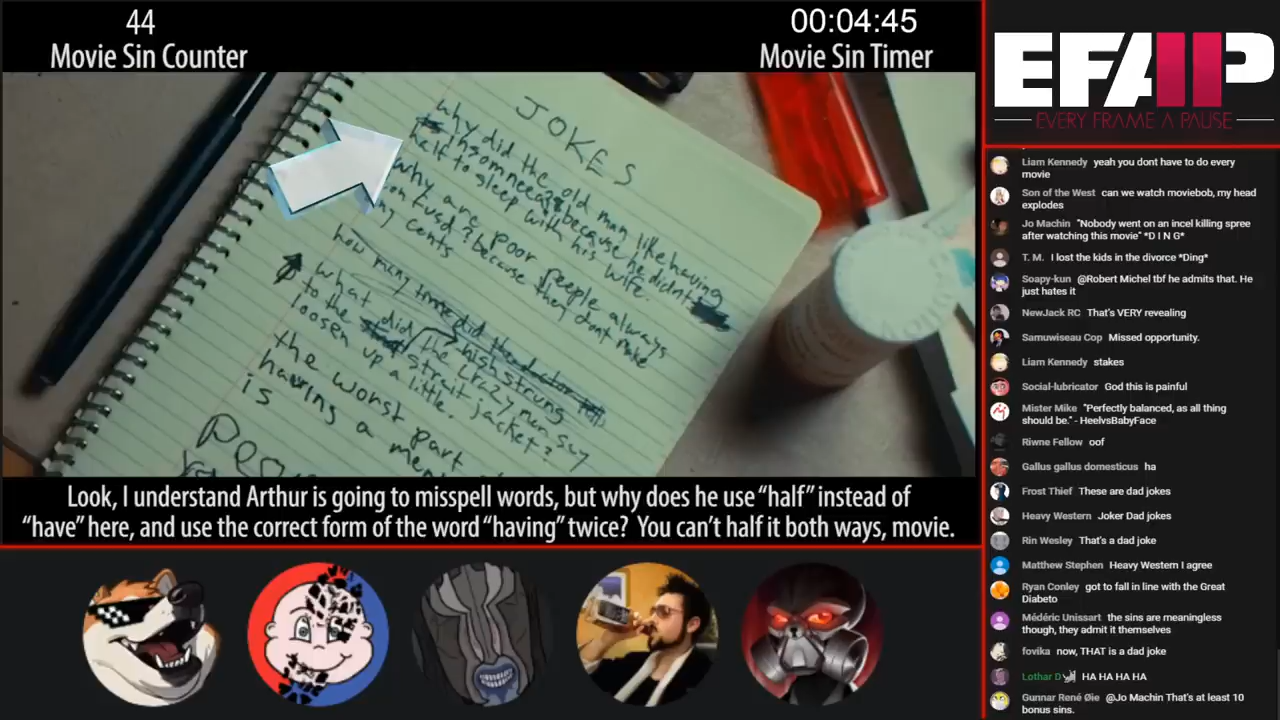 44
Movie Sin Counter
00:04:45
Movie Sin Timer
JOKES
why did the old man like having
insomneea? because he didnt
half to sleep with his wife.
why are poor people always
confusd? because they dont make
any cents
how many time did the doctor tell
the high strung
what did the crazy man say
to the strait jacket?
loosen up a little.
the worst part
having a men
is
Look, I understand Arthur is going to misspell words, but why does he use “half” instead of
“have” here, and use the correct form of the word “having” twice? You can’t half it both ways, movie.
EFAP
EVERY FRAME A PAUSE
Liam Kennedy yeah you dont have to do every
movie
Son of the West can we watch moviebob, my head
explodes
Jo Machin "Nobody went on an incel killing spree
after watching this movie" *D I N G*
T. M. I lost the kids in the divorce *Ding*
Soapy-kun @Robert Michel tbf he admits that. He
just hates it
NewJack RC That's VERY revealing
Samuwiseau Cop Missed opportunity.
Liam Kennedy stakes
Social-lubricator God this is painful
Mister Mike "Perfectly balanced, as all thing
should be." - HeelvsBabyFace
Riwne Fellow oof
Gallus gallus domesticus ha
Frost Thief These are dad jokes
Heavy Western Joker Dad jokes
Rin Wesley That's a dad joke
Matthew Stephen Heavy Western I agree
Ryan Conley got to fall in line with the Great
Diabeto
Médéric Unissart the sins are meaningless
though, they admit it themselves
fovika now, THAT is a dad joke
Lothar D HA HA HA HA
Gunnar René Øie @Jo Machin That's at least 10
bonus sins.